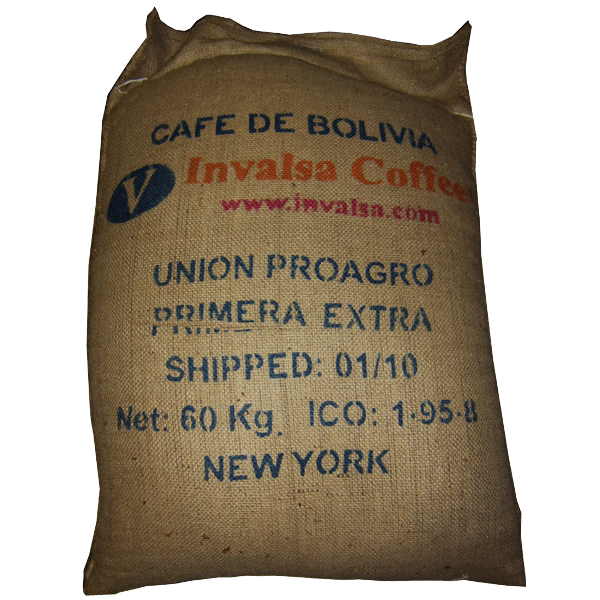 CAFE DE BOLIVIA
V Invalsa Coffee
www.invalsa.com
UNION PROAGRO
PRIMERA EXTRA
SHIPPED: 01/10
Net: 60 Kg. ICO: 1-95-8
NEW YORK